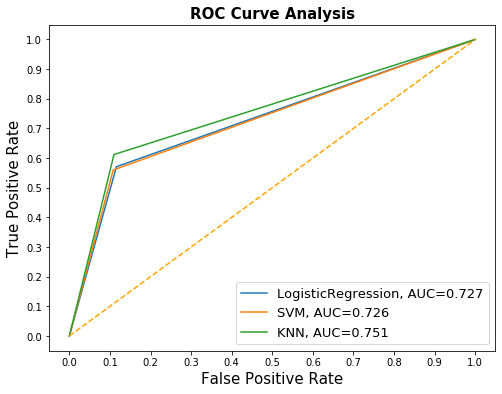 ROC Curve Analysis
True Positive Rate
1.0
0.9
0.8
0.7
0.6
0.5
0.4
0.3
0.2
0.1
0.0
LogisticRegression, AUC=0.727
SVM, AUC=0.726
KNN, AUC=0.751
0.0 0.1 0.2 0.3 0.4 0.5 0.6 0.7 0.8 0.9 1.0
False Positive Rate